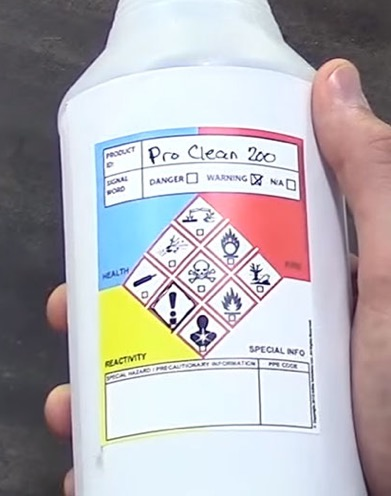 PRODUCT ID: Pro Clean 200
SIGNAL WORD DANGER WARNING N/A
HEALTH
FIRE
REACTIVITY
SPECIAL INFO
SPECIAL HAZARD / PRECAUTIONARY INFORMATION PPE CODE